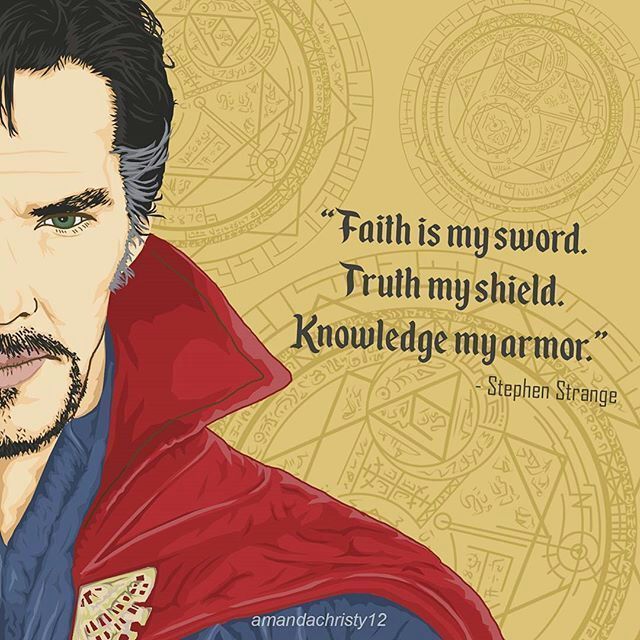 “Faith is my sword.
Truth my shield.
Knowledge my armor.”
- Stephen Strange
amandachristy12